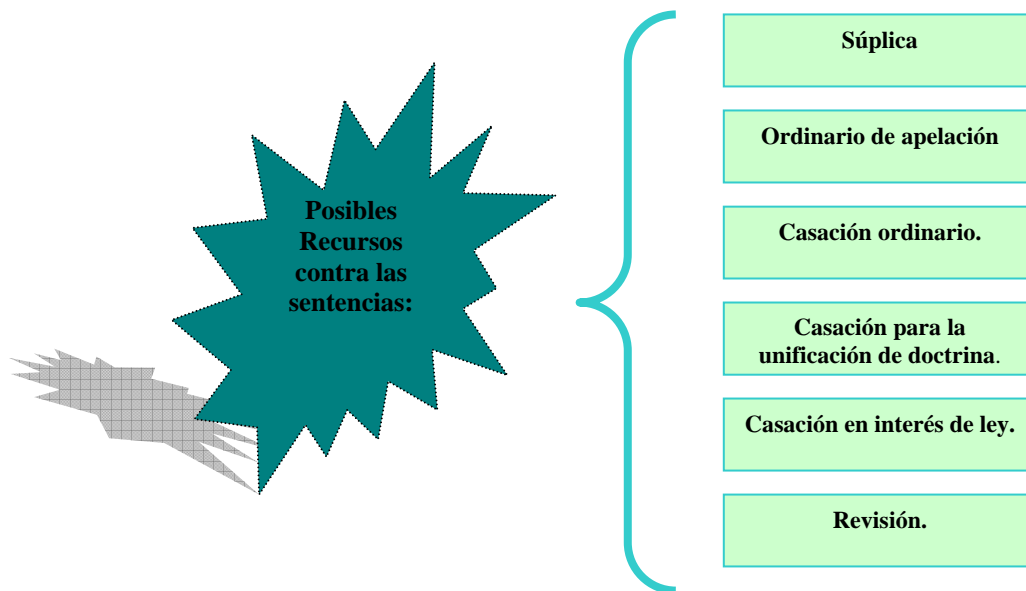 Posibles
Recursos
contra las
sentencias:
Súplica
Ordinario de apelación
Casación ordinario.
Casación para la
unificación de doctrina.
Casación en interés de ley.
Revisión.